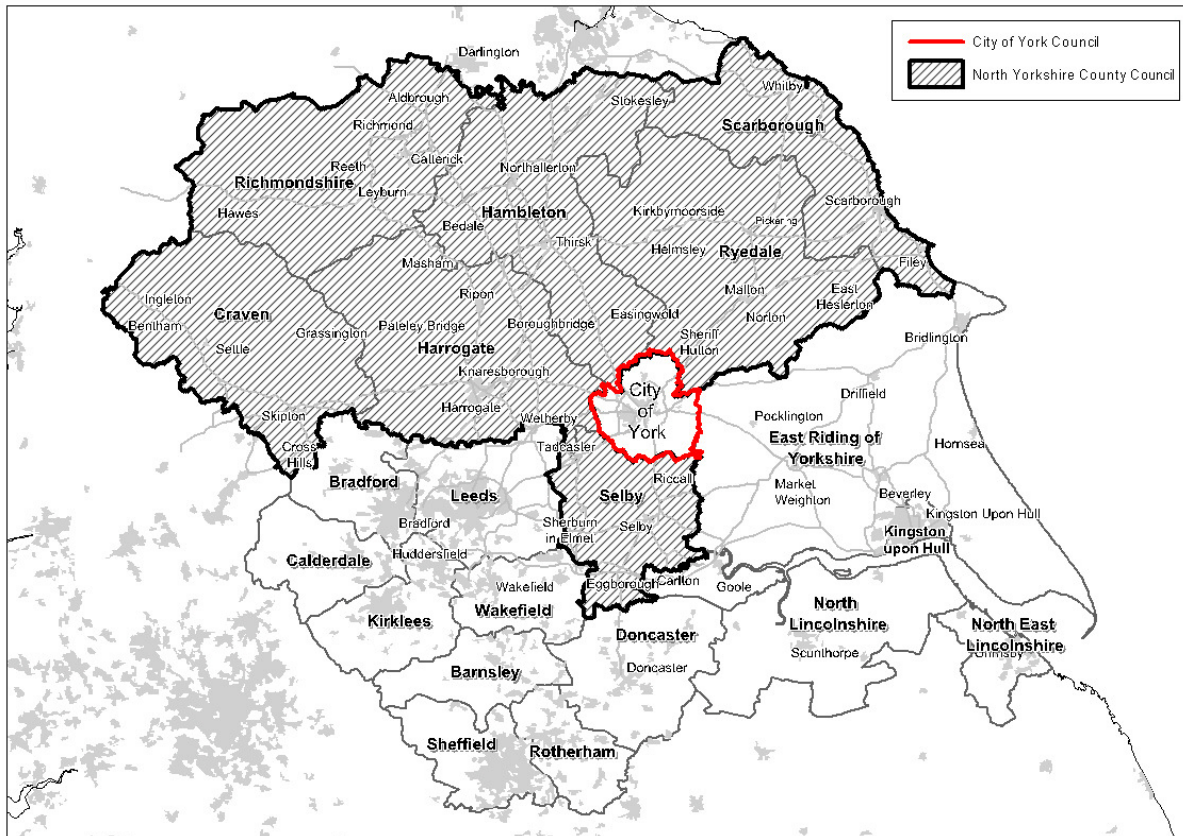 City of York Council
North Yorkshire County Council
Darlington
Aldbrough
Whitby
Stokesley
Richmond
Scarborough
Catterick
Reeth
Northallerton
Richmondshire
Leyburn
Hawes
Hambleton
Kirkbymoorside
Scarborough
Bedale
Pickering
Thirsk
Helmsley
Ryedale
Masham
Filey
Ripon
Malton
East
Heslerton
Ingleton
Craven
Bentham
Grassington
Pateley Bridge
Boroughbridge
Easingwold
Norton
Settle
Harrogate
Sheriff
Hutton
Bridlington
Knaresborough
City
of
York
Driffield
Skipton
Harrogate
Wetherby
Pocklington
Cross
Hills
Tadcaster
East Riding of
Yorkshire
Hornsea
Bradford
Leeds
Riccall
Selby
Market
Weighton
Beverley
Bradford
Sherburn
in Elmet
Selby
Kingston Upon Hull
Kingston
upon Hull
Calderdale
Huddersfield
Wakefield
Eggborough
Carlton
Goole
Wakefield
Kirklees
North
Lincolnshire
Doncaster
North East
Lincolnshire
Scunthorpe
Ormsby
Barnsley
Doncaster
Sheffield
Rotherham